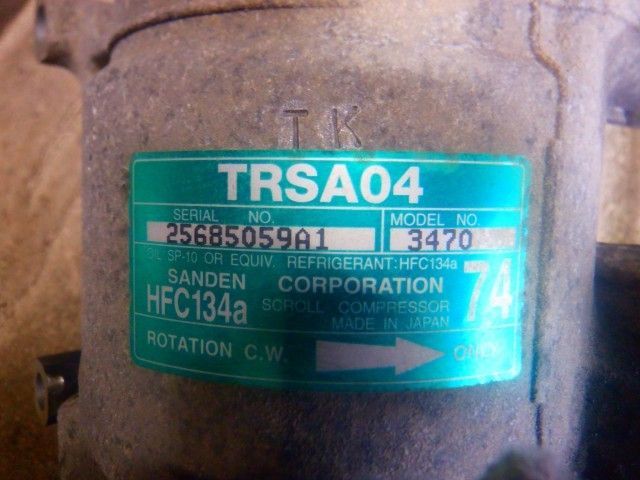 TK
TRSA04
SERIAL NO. MODEL NO.
25685059A1 3470
OIL SP-10 OR EQUIV. REFRIGERANT:HFC134a
SANDEN CORPORATION 74
HFC134a SCROLL COMPRESSOR
MADE IN JAPAN
ROTATION C.W. ONLY